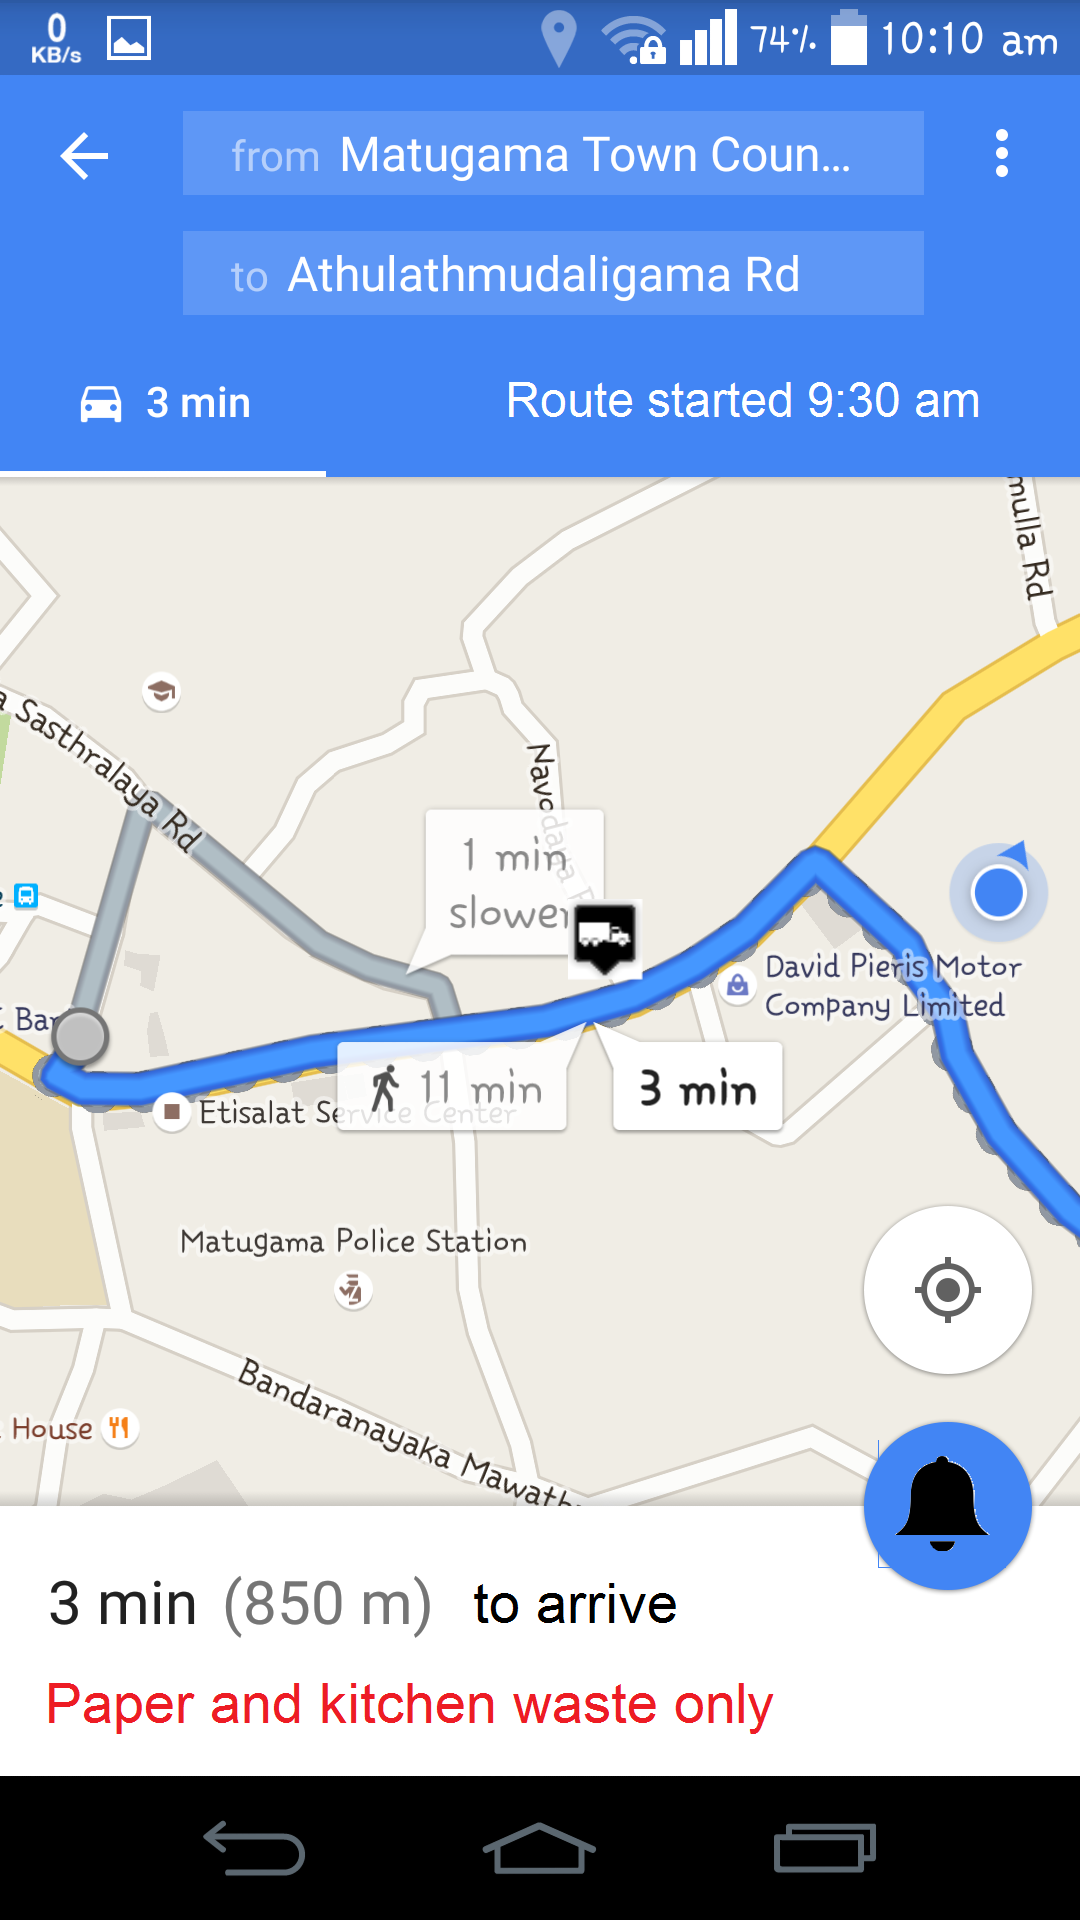 0
KB/s
74%
10:10 am
from Matugama Town Coun...
to Athulathmudaligama Rd
3 min
Route started 9:30 am
mulla Rd
a Sasthralaya Rd
Navodaya
1 min
slower
David Pieris Motor
Company Limited
11 min
3 min
Etisalat Service Center
Matugama Police Station
Bandaranayaka Mawath
House
3 min (850 m) to arrive
Paper and kitchen waste only